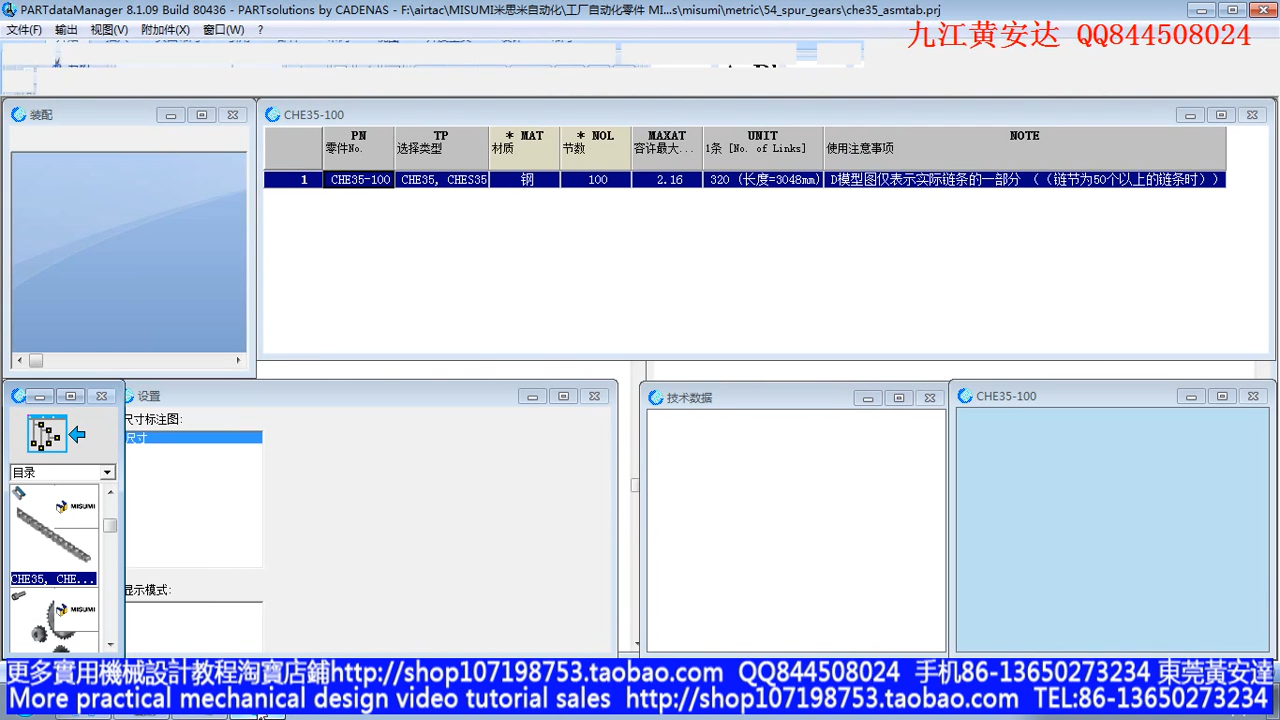 PARTdataManager 8.1.09 Build 80436 - PARTsolutions by CADENAS - F:\airtac\MISUMI米思米自动化\工厂自动化零件 MI...s\misumi\metric\54_spur_gears\che35_asmtab.prj
文件(F) 输出 视图(V) 附加件(X) 窗口(W) ?
九江黄安达 QQ844508024
装配
CHE35-100
PN TP * MAT * NOL MAXAT UNIT NOTE
零件No. 选择类型 材质 节数 容许最大... 1条 [No. of Links] 使用注意事项
1 CHE35-100 CHE35, CHES35 钢 100 2.16 320 (长度=3048mm) D模型图仅表示实际链条的一部分 ((链节为50个以上的链条时))
设置
技术数据
CHE35-100
尺寸标注图:
尺寸
目录
MISUMI
CHE35, CHE...
显示模式:
MISUMI
更多實用機械設計教程淘寶店鋪http://shop107198753.taobao.com QQ844508024 手机86-13650273234 東莞黃安達
More practical mechanical design video tutorial sales http://shop107198753.taobao.com TEL:86-13650273234